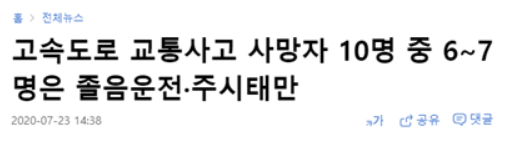 홈 > 전체뉴스
고속도로 교통사고 사망자 10명 중 6~7
명은 졸음운전·주시태만
2020-07-23 14:38 가가 공유 댓글